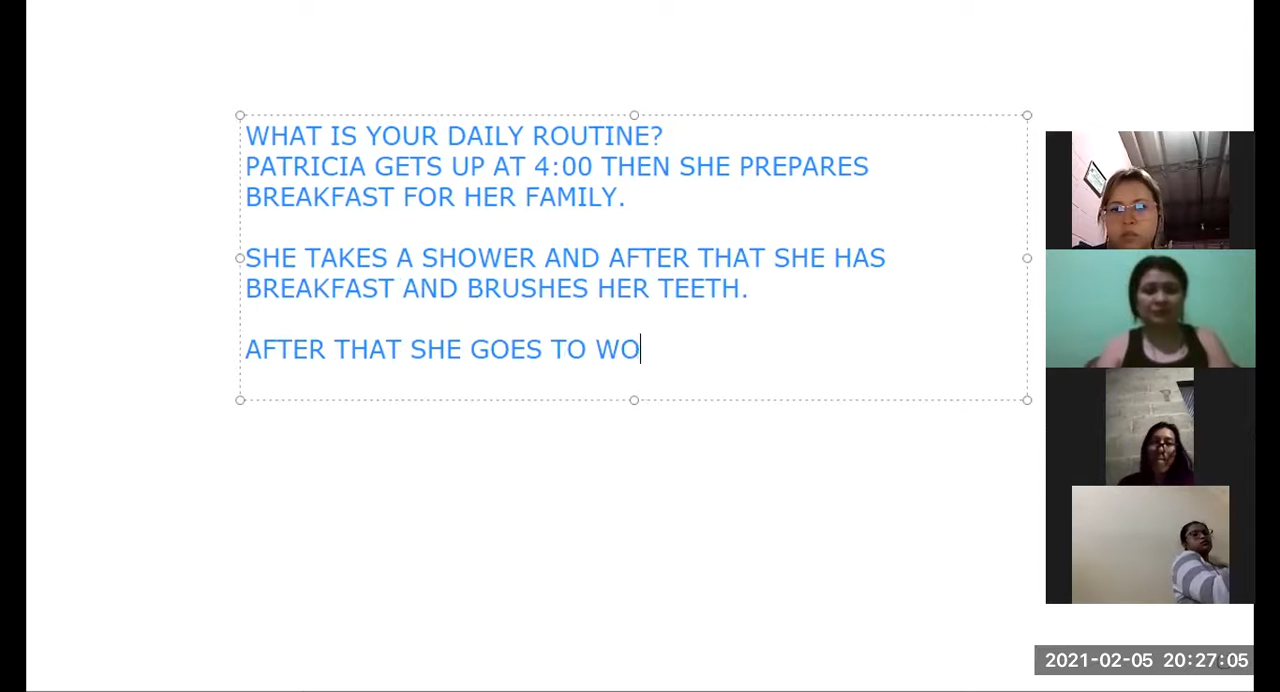 WHAT IS YOUR DAILY ROUTINE?
PATRICIA GETS UP AT 4:00 THEN SHE PREPARES
BREAKFAST FOR HER FAMILY.
SHE TAKES A SHOWER AND AFTER THAT SHE HAS
BREAKFAST AND BRUSHES HER TEETH.
AFTER THAT SHE GOES TO WO
2021-02-05 20:27:05